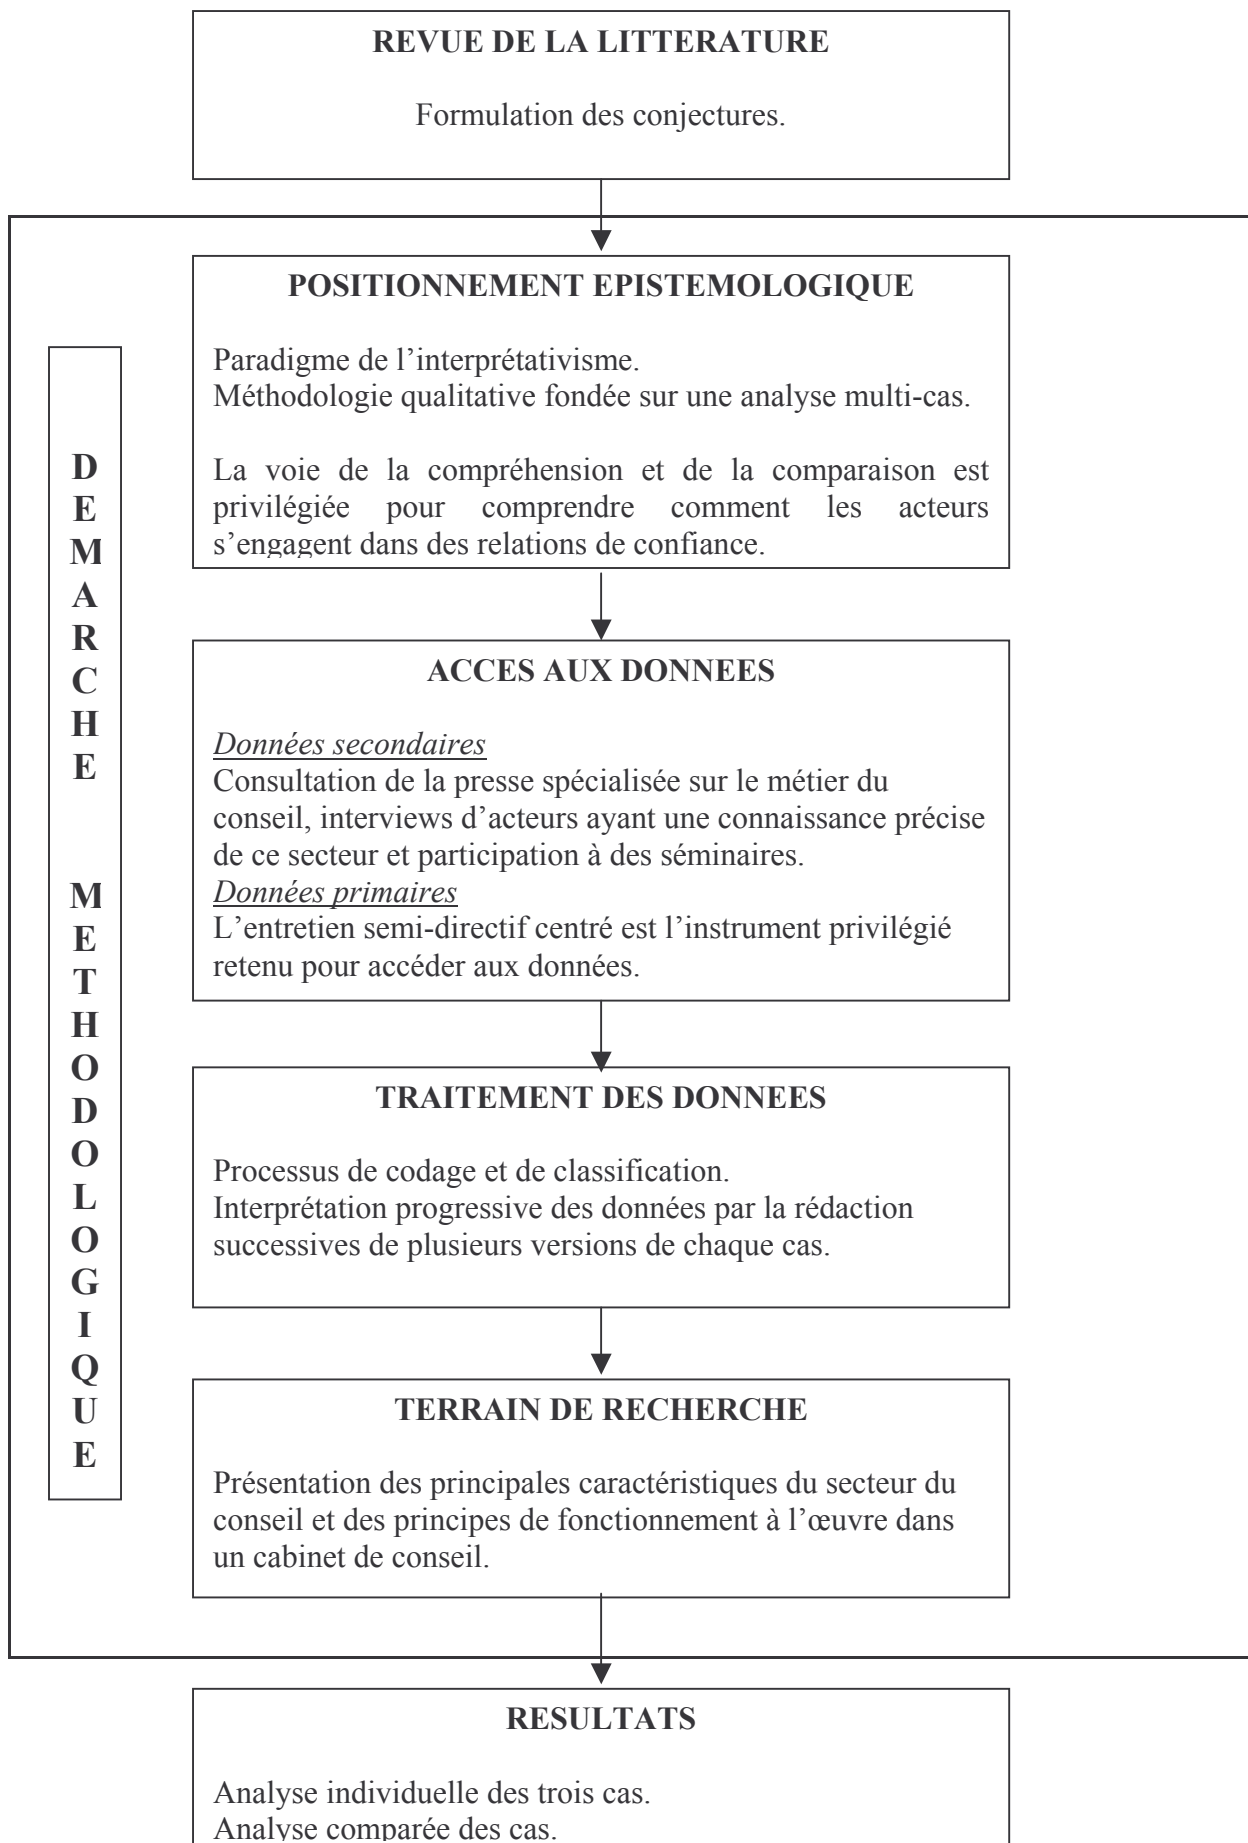 REVUE DE LA LITTERATURE
Formulation des conjectures.
DEMARCHE METHODOLOGIQUE
POSITIONNEMENT EPISTEMOLOGIQUE
Paradigme de l’interprétativisme.
Méthodologie qualitative fondée sur une analyse multi-cas.
La voie de la compréhension et de la comparaison est
privilégiée pour comprendre comment les acteurs
s’engagent dans des relations de confiance.
ACCES AUX DONNEES
Données secondaires
Consultation de la presse spécialisée sur le métier du
conseil, interviews d’acteurs ayant une connaissance précise
de ce secteur et participation à des séminaires.
Données primaires
L’entretien semi-directif centré est l’instrument privilégié
retenu pour accéder aux données.
TRAITEMENT DES DONNEES
Processus de codage et de classification.
Interprétation progressive des données par la rédaction
successives de plusieurs versions de chaque cas.
TERRAIN DE RECHERCHE
Présentation des principales caractéristiques du secteur du
conseil et des principes de fonctionnement à l’œuvre dans
un cabinet de conseil.
RESULTATS
Analyse individuelle des trois cas.
Analyse comparée des cas.